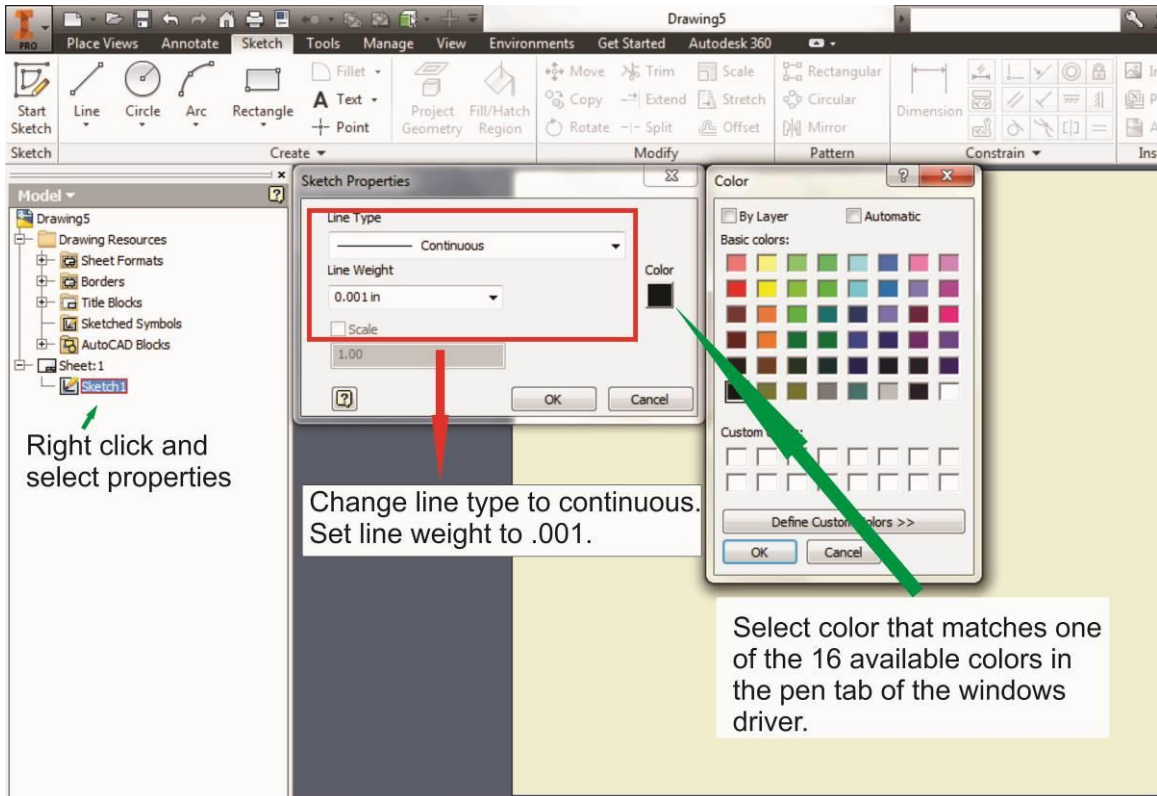 PRO
Drawing5
Place Views Annotate Sketch Tools Manage View Environments Get Started Autodesk 360
Start
Sketch
Line
Circle
Arc
Rectangle
Fillet
Text
Point
Project
Geometry
Fill/Hatch
Region
Move Trim Scale
Copy Extend Stretch
Rotate Split Offset
Rectangular
Circular
Mirror
Dimension
Sketch Create Modify Pattern Constrain Ins
Model
Drawing5
Drawing Resources
Sheet Formats
Borders
Title Blocks
Sketched Symbols
AutoCAD Blocks
Sheet:1
Sketch1
Right click and
select properties
Sketch Properties
Line Type
Continuous
Line Weight
0.001 in
Scale
1.00
Color
OK Cancel
Change line type to continuous.
Set line weight to .001.
Color
By Layer Automatic
Basic colors:
Custom
Define Custom
OK Cancel
Select color that matches one
of the 16 available colors in
the pen tab of the windows
driver.